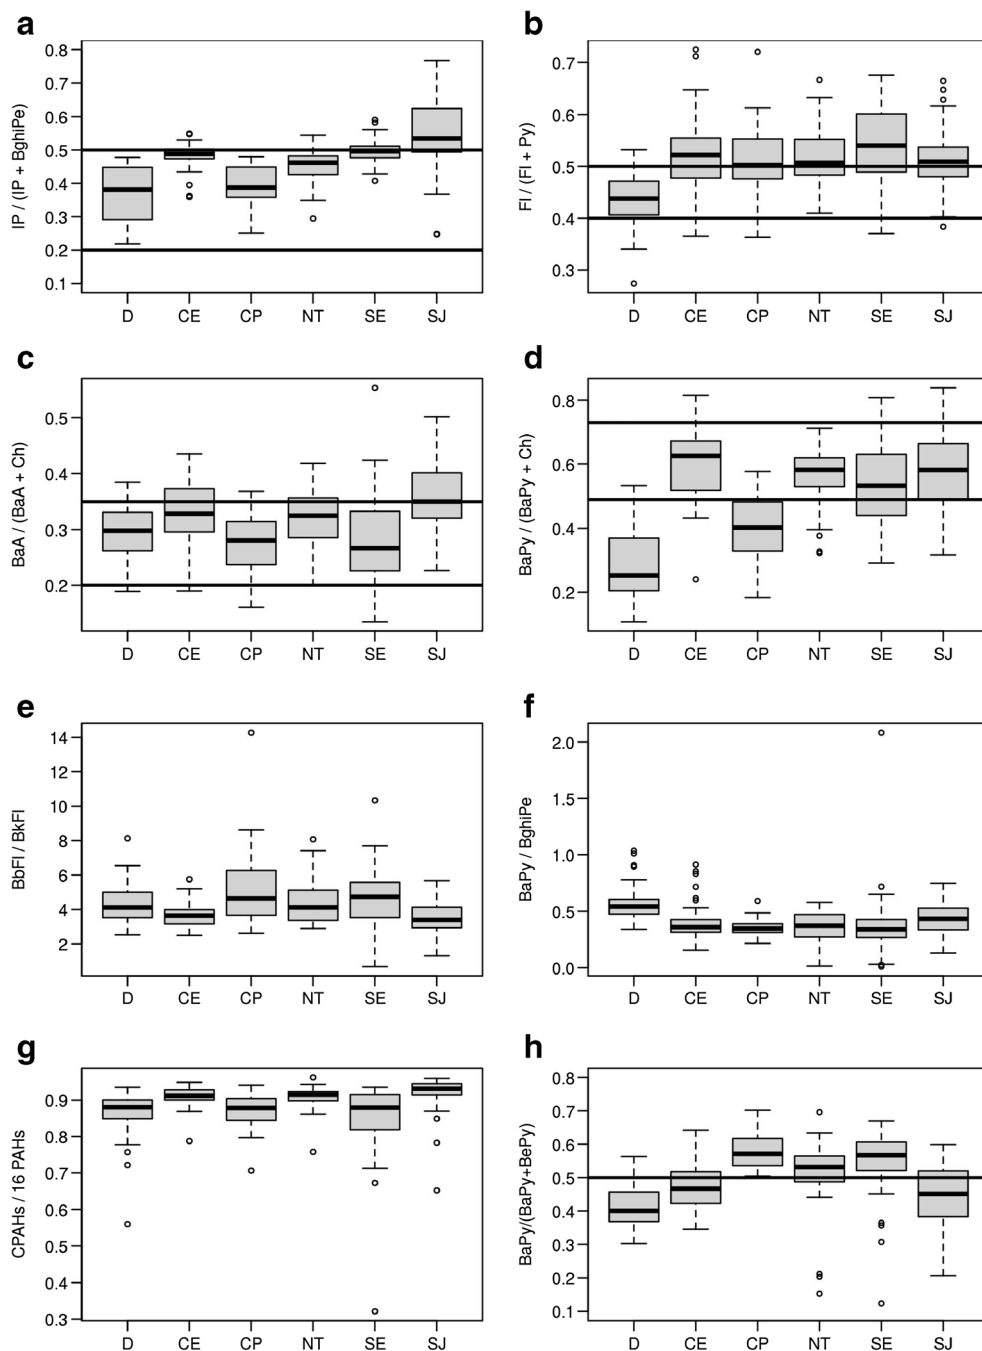 a
IP / (IP + BghiPe)
0.8
0.7
0.6
0.5
0.4
0.3
0.2
0.1
D CE CP NT SE SJ
b
Fl / (Fl + Py)
0.7
0.6
0.5
0.4
0.3
D CE CP NT SE SJ
c
BaA / (BaA + Ch)
0.5
0.4
0.3
0.2
D CE CP NT SE SJ
d
BaPy / (BaPy + Ch)
0.8
0.6
0.4
0.2
D CE CP NT SE SJ
e
BbFl / BkFl
14
12
10
8
6
4
2
D CE CP NT SE SJ
f
BaPy / BghiPe
2.0
1.5
1.0
0.5
0.0
D CE CP NT SE SJ
g
CPAHs / 16 PAHs
0.9
0.8
0.7
0.6
0.5
0.4
0.3
D CE CP NT SE SJ
h
BaPy/(BaPy+BePy)
0.8
0.7
0.6
0.5
0.4
0.3
0.2
0.1
D CE CP NT SE SJ